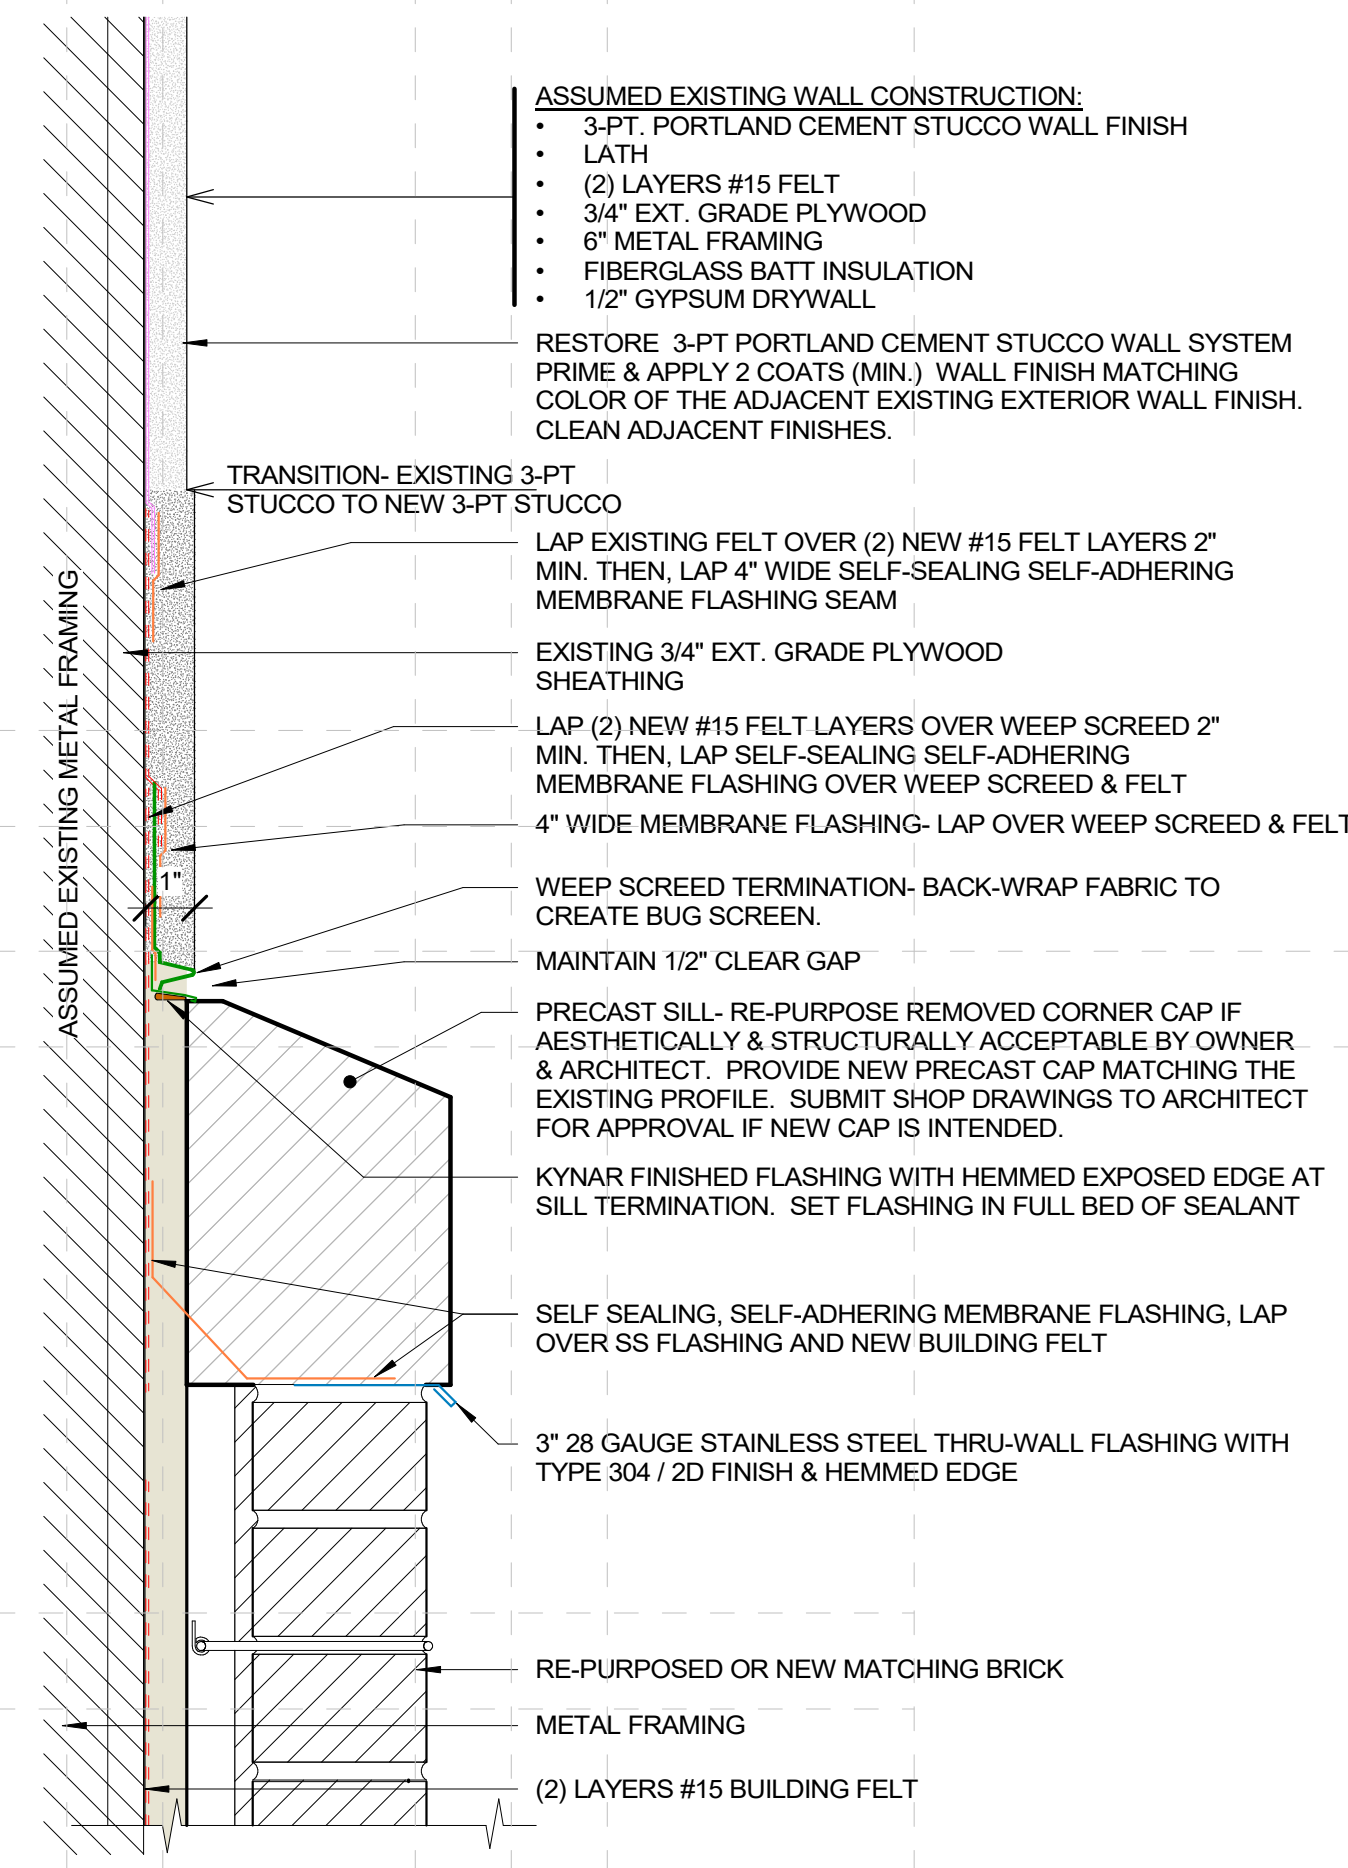 ASSUMED EXISTING WALL CONSTRUCTION:
• 3-PT. PORTLAND CEMENT STUCCO WALL FINISH
• LATH
• (2) LAYERS #15 FELT
• 3/4" EXT. GRADE PLYWOOD
• 6" METAL FRAMING
• FIBERGLASS BATT INSULATION
• 1/2" GYPSUM DRYWALL
RESTORE 3-PT PORTLAND CEMENT STUCCO WALL SYSTEM
PRIME & APPLY 2 COATS (MIN.) WALL FINISH MATCHING
COLOR OF THE ADJACENT EXISTING EXTERIOR WALL FINISH.
CLEAN ADJACENT FINISHES.
TRANSITION- EXISTING 3-PT
STUCCO TO NEW 3-PT STUCCO
LAP EXISTING FELT OVER (2) NEW #15 FELT LAYERS 2"
MIN. THEN, LAP 4" WIDE SELF-SEALING SELF-ADHERING
MEMBRANE FLASHING SEAM
EXISTING 3/4" EXT. GRADE PLYWOOD
SHEATHING
ASSUMED EXISTING METAL FRAMING
LAP (2) NEW #15 FELT LAYERS OVER WEEP SCREED 2"
MIN. THEN, LAP SELF-SEALING SELF-ADHERING
MEMBRANE FLASHING OVER WEEP SCREED & FELT
4" WIDE MEMBRANE FLASHING- LAP OVER WEEP SCREED & FELT
1"
WEEP SCREED TERMINATION- BACK-WRAP FABRIC TO
CREATE BUG SCREEN.
MAINTAIN 1/2" CLEAR GAP
PRECAST SILL- RE-PURPOSE REMOVED CORNER CAP IF
AESTHETICALLY & STRUCTURALLY ACCEPTABLE BY OWNER
& ARCHITECT. PROVIDE NEW PRECAST CAP MATCHING THE
EXISTING PROFILE. SUBMIT SHOP DRAWINGS TO ARCHITECT
FOR APPROVAL IF NEW CAP IS INTENDED.
KYNAR FINISHED FLASHING WITH HEMMED EXPOSED EDGE AT
SILL TERMINATION. SET FLASHING IN FULL BED OF SEALANT
SELF SEALING, SELF-ADHERING MEMBRANE FLASHING, LAP
OVER SS FLASHING AND NEW BUILDING FELT
3" 28 GAUGE STAINLESS STEEL THRU-WALL FLASHING WITH
TYPE 304 / 2D FINISH & HEMMED EDGE
RE-PURPOSED OR NEW MATCHING BRICK
METAL FRAMING
(2) LAYERS #15 BUILDING FELT